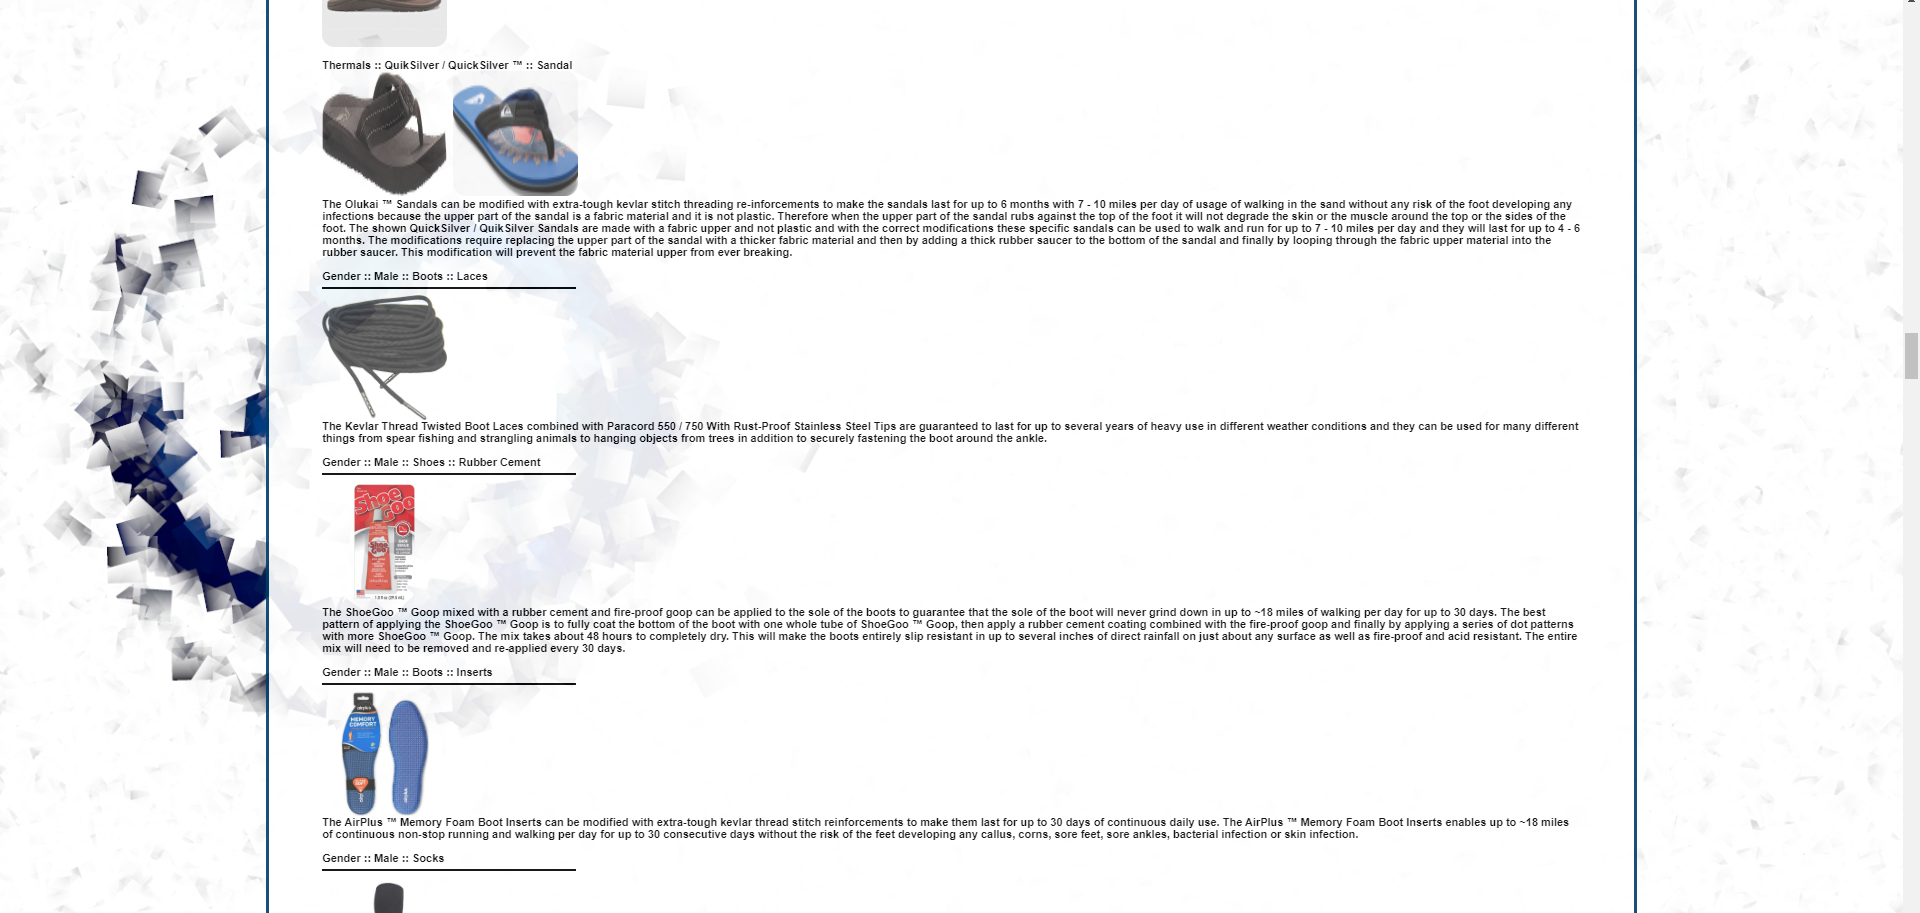 Thermals :: QuikSilver / QuickSilver ™ :: Sandal
The Olukai ™ Sandals can be modified with extra-tough kevlar stitch threading re-inforcements to make the sandals last for up to 6 months with 7 - 10 miles per day of usage of walking in the sand without any risk of the foot developing any
infections because the upper part of the sandal is a fabric material and it is not plastic. Therefore when the upper part of the sandal rubs against the top of the foot it will not degrade the skin or the muscle around the top or the sides of the
foot. The shown QuickSilver / QuikSilver Sandals are made with a fabric upper and not plastic and with the correct modifications these specific sandals can be used to walk and run for up to 7 - 10 miles per day and they will last for up to 4 - 6
months. The modifications require replacing the upper part of the sandal with a thicker fabric material and then by adding a thick rubber saucer to the bottom of the sandal and finally by looping through the fabric upper material into the
rubber saucer. This modification will prevent the fabric material upper from ever breaking.
Gender :: Male :: Boots :: Laces
The Kevlar Thread Twisted Boot Laces combined with Paracord 550 / 750 With Rust-Proof Stainless Steel Tips are guaranteed to last for up to several years of heavy use in different weather conditions and they can be used for many different
things from spear fishing and strangling animals to hanging objects from trees in addition to securely fastening the boot around the ankle.
Gender :: Male :: Shoes :: Rubber Cement
Shoe
Goo
The ShoeGoo ™ Goop mixed with a rubber cement and fire-proof goop can be applied to the sole of the boots to guarantee that the sole of the boot will never grind down in up to ~18 miles of walking per day for up to 30 days. The best
pattern of applying the ShoeGoo ™ Goop is to fully coat the bottom of the boot with one whole tube of ShoeGoo ™ Goop, then apply a rubber cement coating combined with the fire-proof goop and finally by applying a series of dot patterns
with more ShoeGoo ™ Goop. The mix takes about 48 hours to completely dry. This will make the boots entirely slip resistant in up to several inches of direct rainfall on just about any surface as well as fire-proof and acid resistant. The entire
mix will need to be removed and re-applied every 30 days.
Gender :: Male :: Boots :: Inserts
airplus
MEMORY
COMFORT
The AirPlus ™ Memory Foam Boot Inserts can be modified with extra-tough kevlar thread stitch reinforcements to make them last for up to 30 days of continuous daily use. The AirPlus ™ Memory Foam Boot Inserts enables up to ~18 miles
of continuous non-stop running and walking per day for up to 30 consecutive days without the risk of the feet developing any callus, corns, sore feet, sore ankles, bacterial infection or skin infection.
Gender :: Male :: Socks